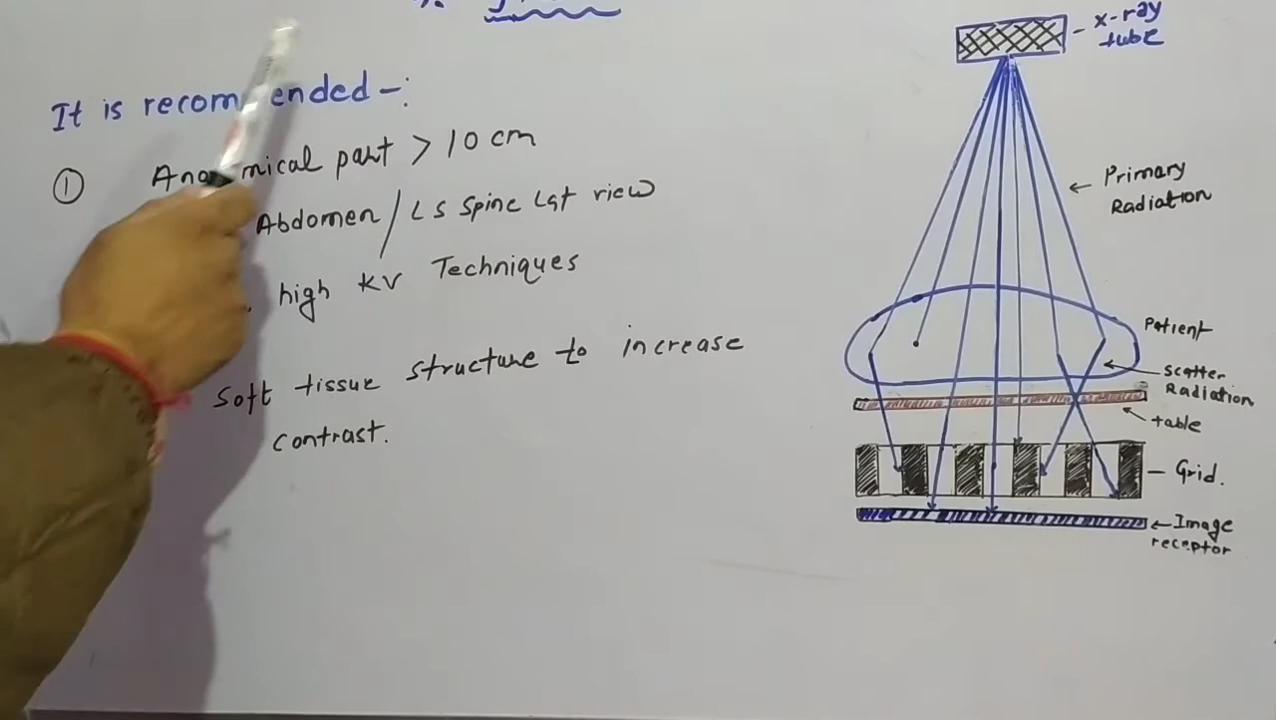 It is recom ended -:
① Ana mical part > 10 cm
Abdomen / LS Spine Lat view
high KV Techniques
Soft tissue structure to increase
contrast.
x-ray
tube
Primary
Radiation
Patient
scatter
Radiation
table
Grid.
Image
receptor